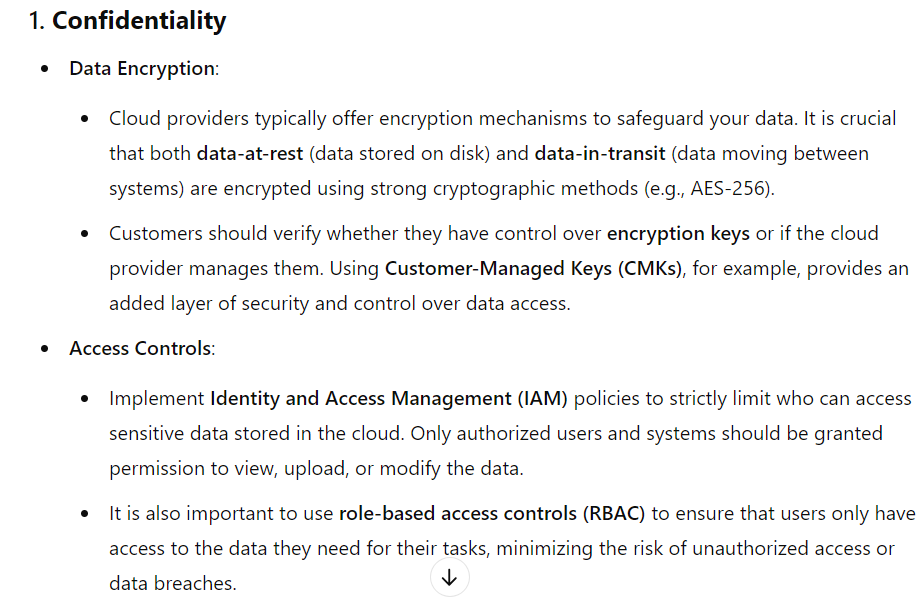 1. Confidentiality
• Data Encryption:
• Cloud providers typically offer encryption mechanisms to safeguard your data. It is crucial
that both data-at-rest (data stored on disk) and data-in-transit (data moving between
systems) are encrypted using strong cryptographic methods (e.g., AES-256).
• Customers should verify whether they have control over encryption keys or if the cloud
provider manages them. Using Customer-Managed Keys (CMKs), for example, provides an
added layer of security and control over data access.
• Access Controls:
• Implement Identity and Access Management (IAM) policies to strictly limit who can access
sensitive data stored in the cloud. Only authorized users and systems should be granted
permission to view, upload, or modify the data.
• It is also important to use role-based access controls (RBAC) to ensure that users only have
access to the data they need for their tasks, minimizing the risk of unauthorized access or
data breaches.